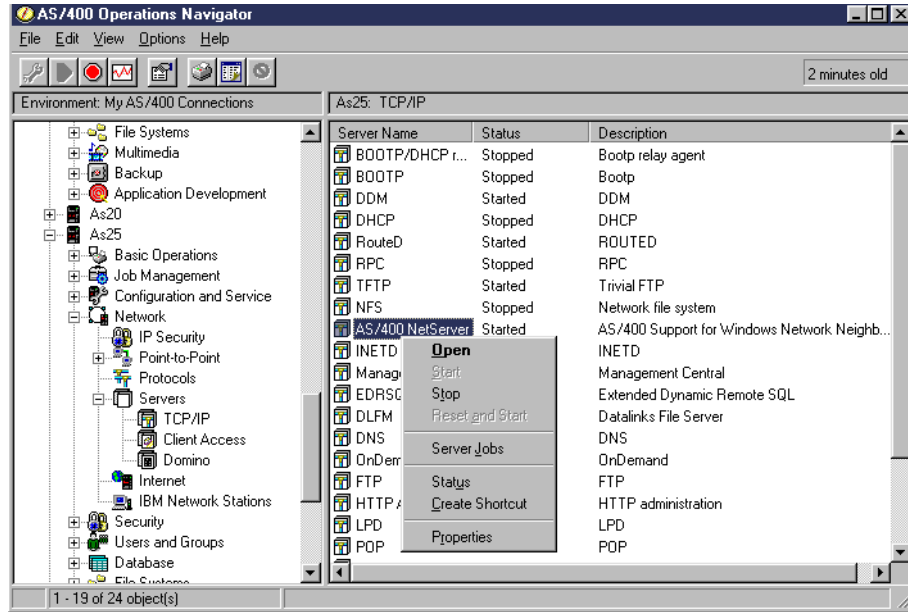 AS/400 Operations Navigator
File Edit View Options Help
2 minutes old
Environment: My AS/400 Connections
As25: TCP/IP
File Systems
Multimedia
Backup
Application Development
As20
As25
Basic Operations
Job Management
Configuration and Service
Network
IP Security
Point-to-Point
Protocols
Servers
TCP/IP
Client Access
Domino
Internet
IBM Network Stations
Security
Users and Groups
Database
Server Name Status Description
BOOTP/DHCP r... Stopped Bootp relay agent
BOOTP Stopped Bootp
DDM Started DDM
DHCP Stopped DHCP
RouteD Started ROUTED
RPC Stopped RPC
TFTP Started Trivial FTP
NFS Stopped Network file system
AS/400 NetServer Started AS/400 Support for Windows Network Neighb...
INETD INETD
Management Central
Extended Dynamic Remote SQL
DLFM Datalinks File Server
DNS DNS
OnDemand
FTP FTP
HTTP HTTP administration
LPD LPD
POP POP
Open
Start
Stop
Reset and Start
Server Jobs
Status
Create Shortcut
Properties
1 - 19 of 24 object(s)